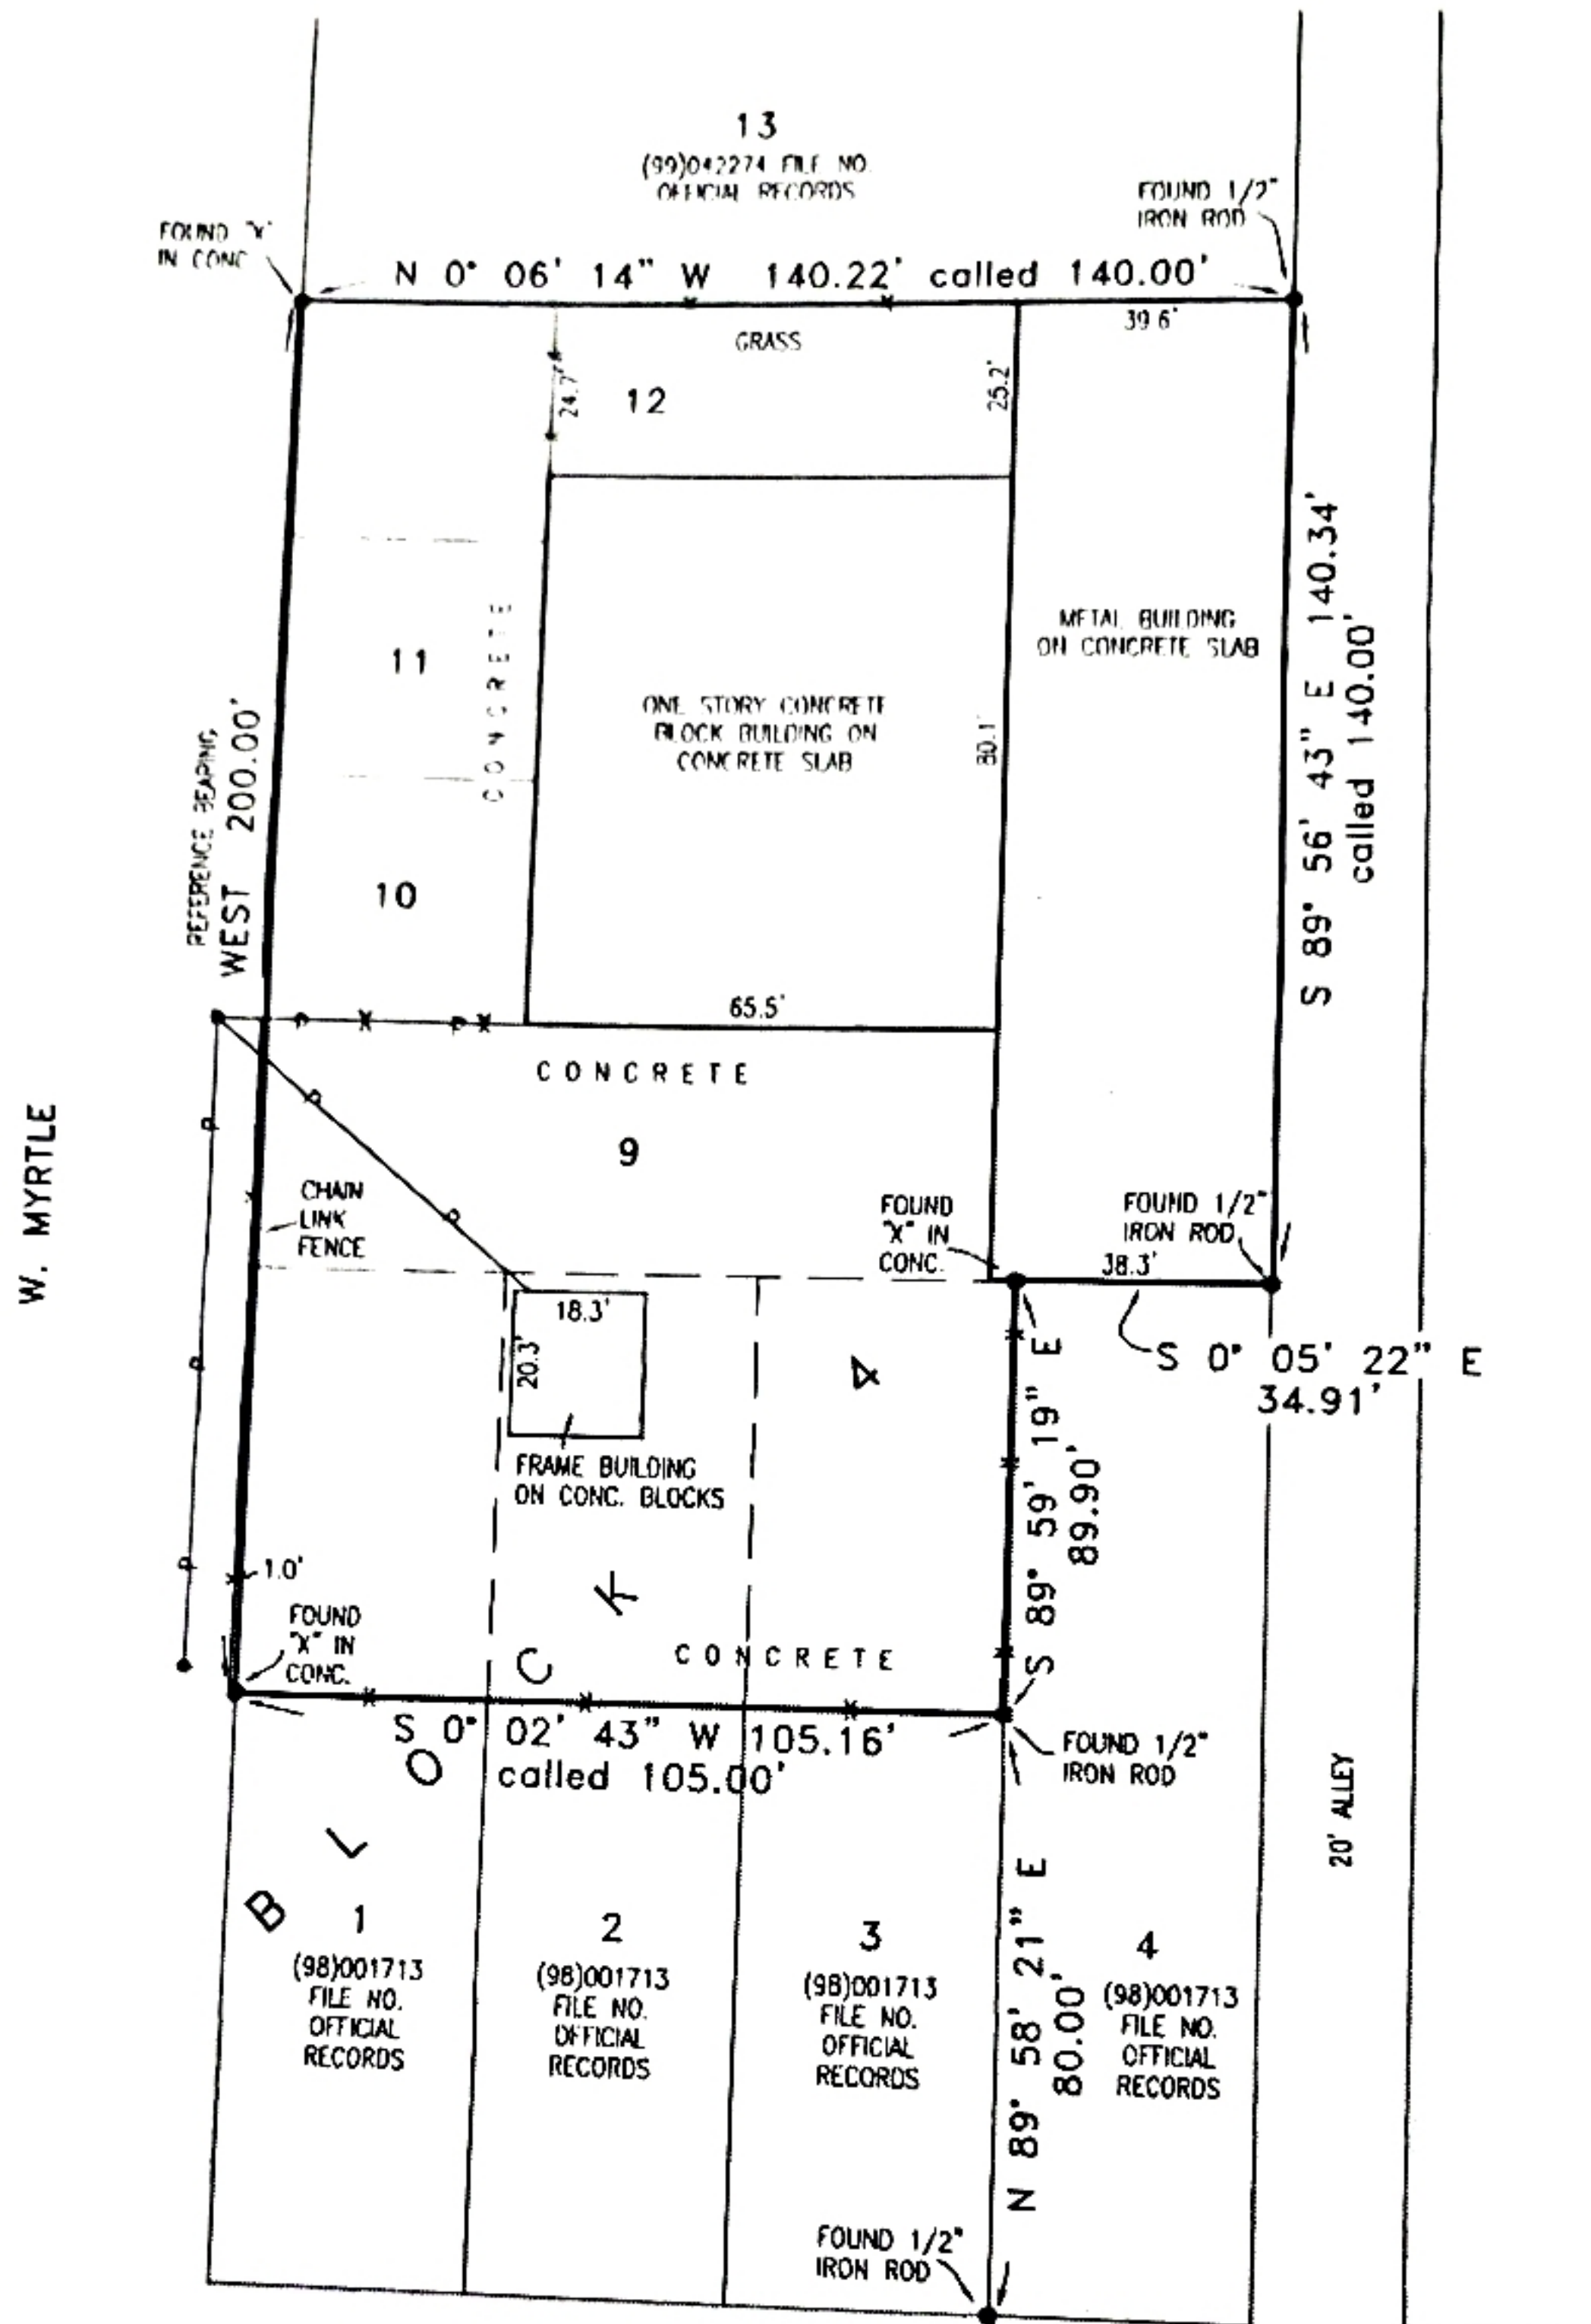 13
(99)042274 FILE NO.
OFFICIAL RECORDS
FOUND "X"
IN CONC
FOUND 1/2"
IRON ROD
N 0° 06' 14" W 140.22' called 140.00'
39.6'
GRASS
24.7'
12
25.2'
11
CONCRETE
ONE STORY CONCRETE
BLOCK BUILDING ON
CONCRETE SLAB
80.1'
METAL BUILDING
ON CONCRETE SLAB
S 89° 56' 43" E 140.34'
called 140.00'
REFERENCE BEARING
WEST 200.00'
10
65.5'
CONCRETE
9
W. MYRTLE
CHAIN
LINK
FENCE
FOUND
"X" IN
CONC.
FOUND 1/2"
IRON ROD
38.3'
S 0° 05' 22" E
34.91'
18.3'
20.3'
FRAME BUILDING
ON CONC. BLOCKS
S 89° 59' 19" E
89.90'
1.0'
FOUND
"X" IN
CONC.
CONCRETE
BLOCK 4
S 0° 02' 43" W 105.16'
called 105.00'
FOUND 1/2"
IRON ROD
20' ALLEY
1
(98)001713
FILE NO.
OFFICIAL
RECORDS
2
(98)001713
FILE NO.
OFFICIAL
RECORDS
3
(98)001713
FILE NO.
OFFICIAL
RECORDS
N 89° 58' 21" E
80.00'
4
(98)001713
FILE NO.
OFFICIAL
RECORDS
FOUND 1/2"
IRON ROD